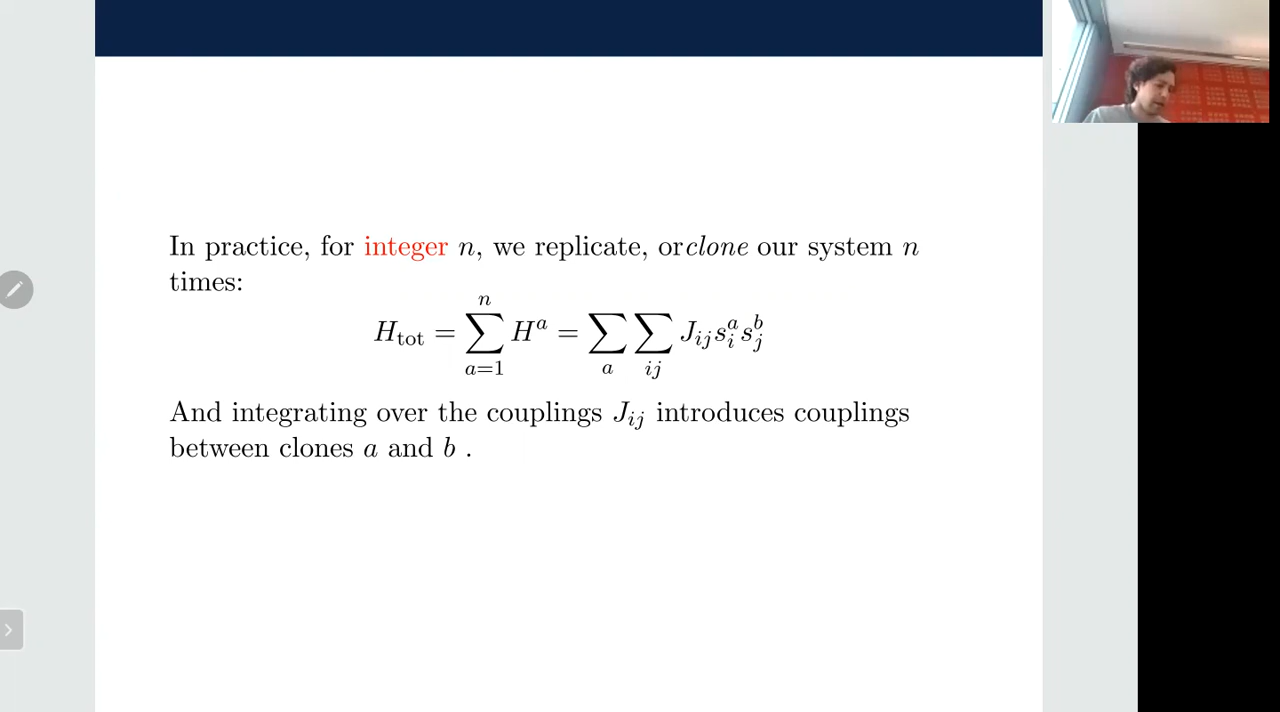 In practice, for integer n, we replicate, orclone our system n
times:
H_tot = \sum_{a=1}^{n} H^a = \sum_a \sum_{ij} J_{ij} s_i^a s_j^b
And integrating over the couplings J_{ij} introduces couplings
between clones a and b .